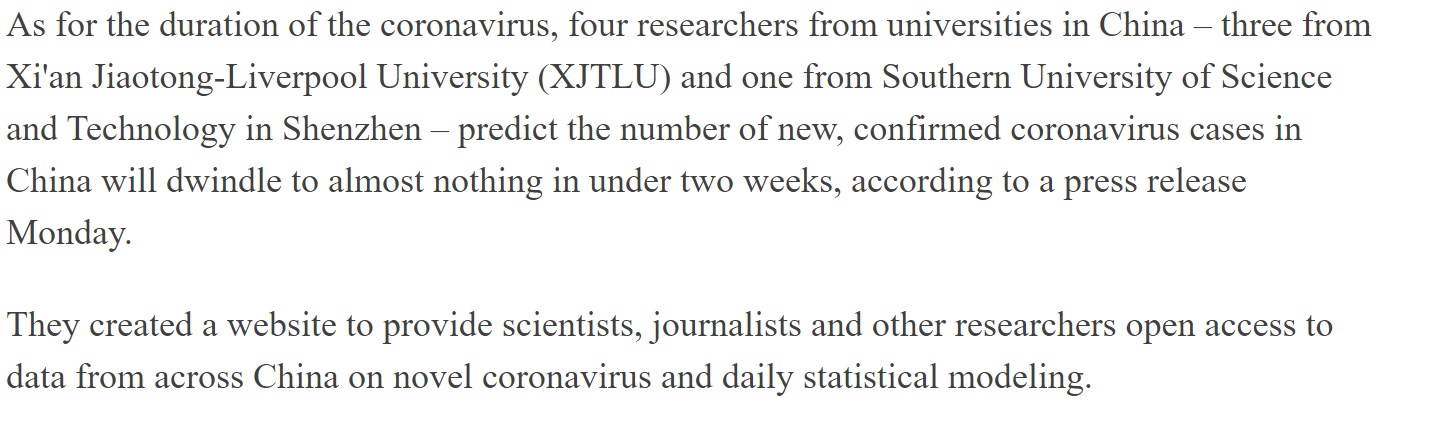 As for the duration of the coronavirus, four researchers from universities in China – three from
Xi'an Jiaotong-Liverpool University (XJTLU) and one from Southern University of Science
and Technology in Shenzhen – predict the number of new, confirmed coronavirus cases in
China will dwindle to almost nothing in under two weeks, according to a press release
Monday.
They created a website to provide scientists, journalists and other researchers open access to
data from across China on novel coronavirus and daily statistical modeling.